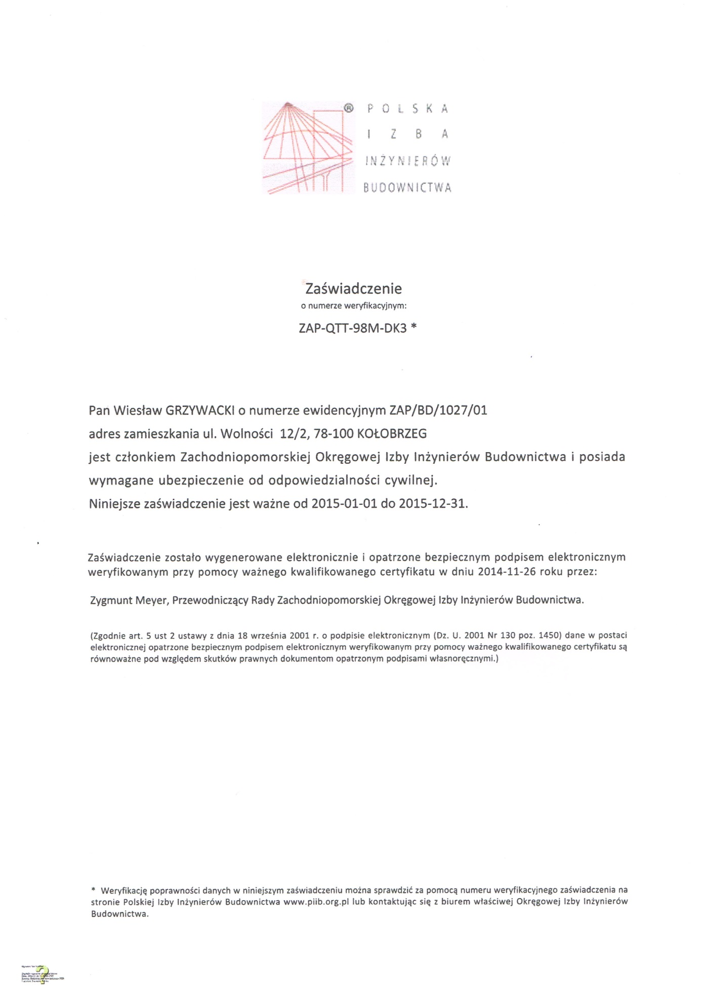 ® POLSKA
IZBA
INŻYNIERÓW
BUDOWNICTWA
Zaświadczenie
o numerze weryfikacyjnym:
ZAP-QTT-98M-DK3 *
Pan Wiesław GRZYWACKI o numerze ewidencyjnym ZAP/BD/1027/01
adres zamieszkania ul. Wolności 12/2, 78-100 KOŁOBRZEG
jest członkiem Zachodniopomorskiej Okręgowej Izby Inżynierów Budownictwa i posiada
wymagane ubezpieczenie od odpowiedzialności cywilnej.
Niniejsze zaświadczenie jest ważne od 2015-01-01 do 2015-12-31.
Zaświadczenie zostało wygenerowane elektronicznie i opatrzone bezpiecznym podpisem elektronicznym
weryfikowanym przy pomocy ważnego kwalifikowanego certyfikatu w dniu 2014-11-26 roku przez:
Zygmunt Meyer, Przewodniczący Rady Zachodniopomorskiej Okręgowej Izby Inżynierów Budownictwa.
(Zgodnie art. 5 ust 2 ustawy z dnia 18 września 2001 r. o podpisie elektronicznym (Dz. U. 2001 Nr 130 poz. 1450) dane w postaci
elektronicznej opatrzone bezpiecznym podpisem elektronicznym weryfikowanym przy pomocy ważnego kwalifikowanego certyfikatu są
równoważne pod względem skutków prawnych dokumentom opatrzonym podpisami własnoręcznymi.)
* Weryfikację poprawności danych w niniejszym zaświadczeniu można sprawdzić za pomocą numeru weryfikacyjnego zaświadczenia na
stronie Polskiej Izby Inżynierów Budownictwa www.piib.org.pl lub kontaktując się z biurem właściwej Okręgowej Izby Inżynierów
Budownictwa.